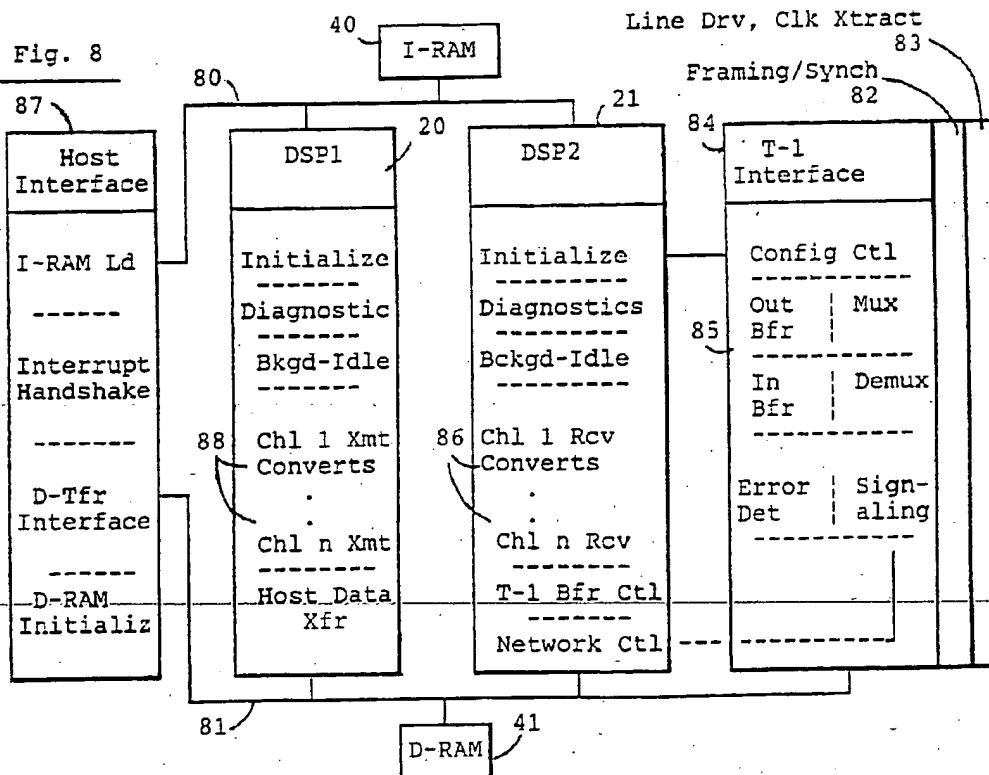 Fig. 8
40
I-RAM
Line Drv, Clk Xtract
83
Framing/Synch
82
87
80
20
21
84
Host
Interface
I-RAM Ld
------
Interrupt
Handshake
-------
D-Tfr
Interface
------
D-RAM
Initializ
DSP1
Initialize
--------
Diagnostic
--------
Bkgd-Idle
-------
88
Chl 1 Xmt
Converts
.
.
Chl n Xmt
--------
Host Data
Xfr
DSP2
Initialize
--------
Diagnostics
---------
Bckgd-Idle
---------
86
Chl 1 Rcv
Converts
.
.
Chl n Rcv
--------
T-1 Bfr Ctl
-------
Network Ctl
T-1
Interface
Config Ctl
85
Out Bfr | Mux
In Bfr | Demux
Error Det | Sign-aling
81
D-RAM
41